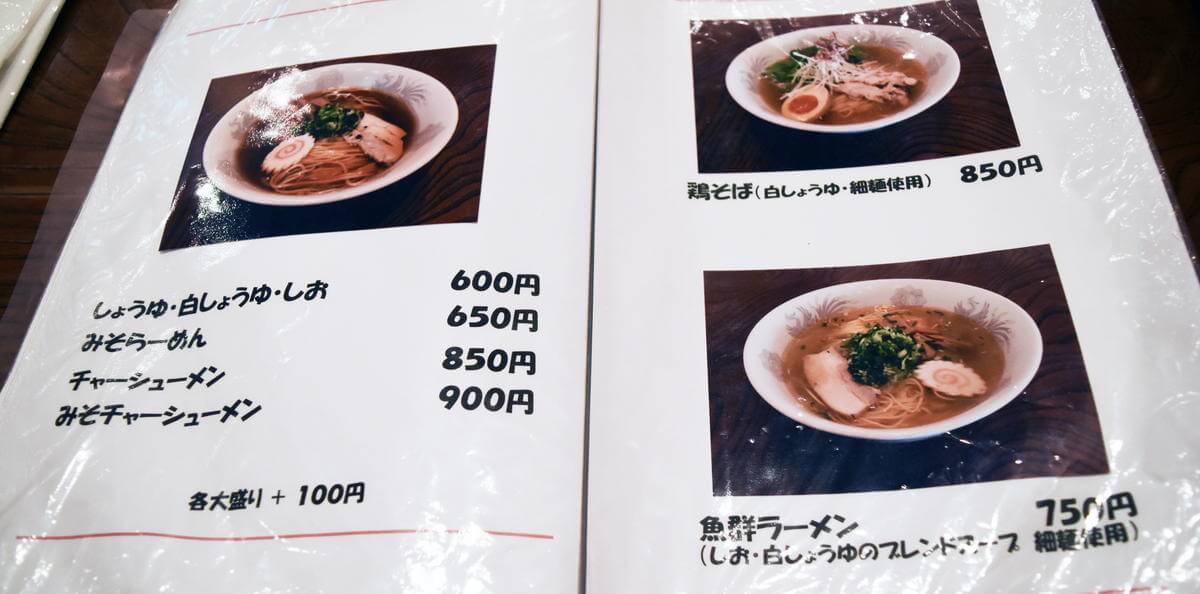 しょうゆ・白しょうゆ・しお 600円
みそらーめん 650円
チャーシューメン 850円
みそチャーシューメン 900円
各大盛り + 100円
鶏そば(白しょうゆ・細麺使用) 850円
魚群ラーメン 750円
(しお・白しょうゆのブレンドスープ 細麺使用)